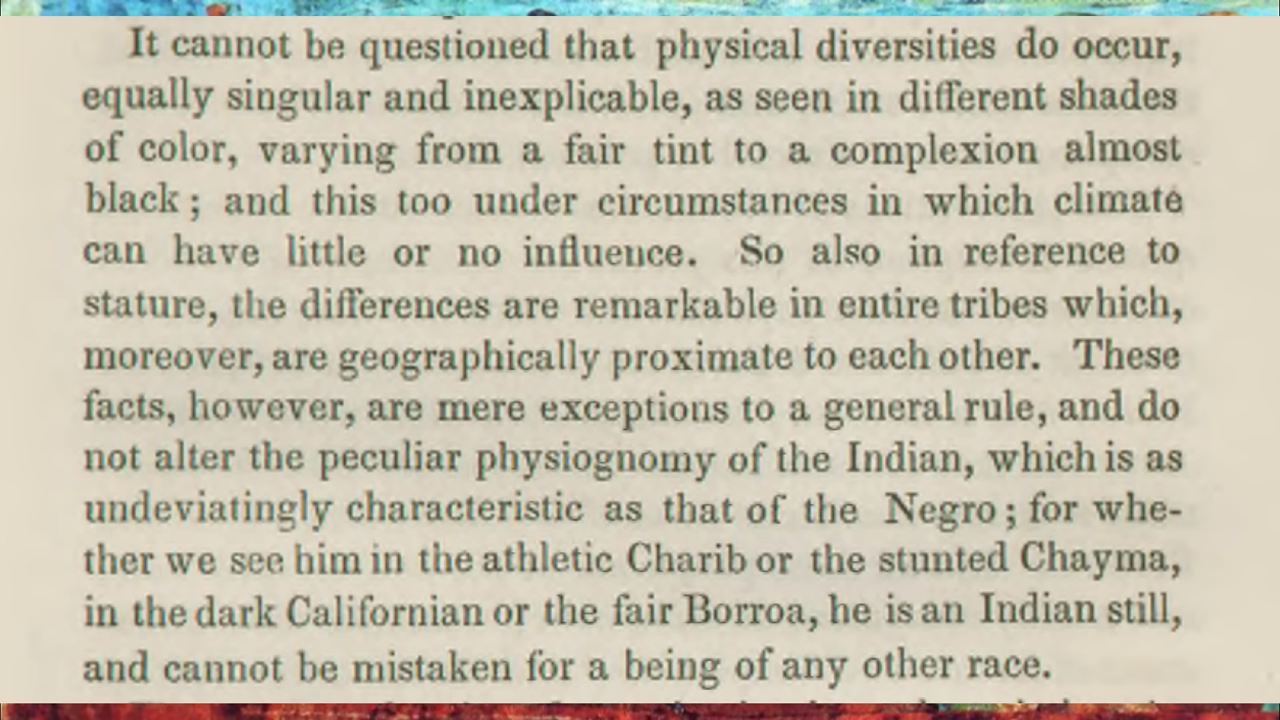 It cannot be questioned that physical diversities do occur,
equally singular and inexplicable, as seen in different shades
of color, varying from a fair tint to a complexion almost
black ; and this too under circumstances in which climate
can have little or no influence. So also in reference to
stature, the differences are remarkable in entire tribes which,
moreover, are geographically proximate to each other. These
facts, however, are mere exceptions to a general rule, and do
not alter the peculiar physiognomy of the Indian, which is as
undeviatingly characteristic as that of the Negro ; for whe-
ther we see him in the athletic Charib or the stunted Chayma,
in the dark Californian or the fair Borroa, he is an Indian still,
and cannot be mistaken for a being of any other race.